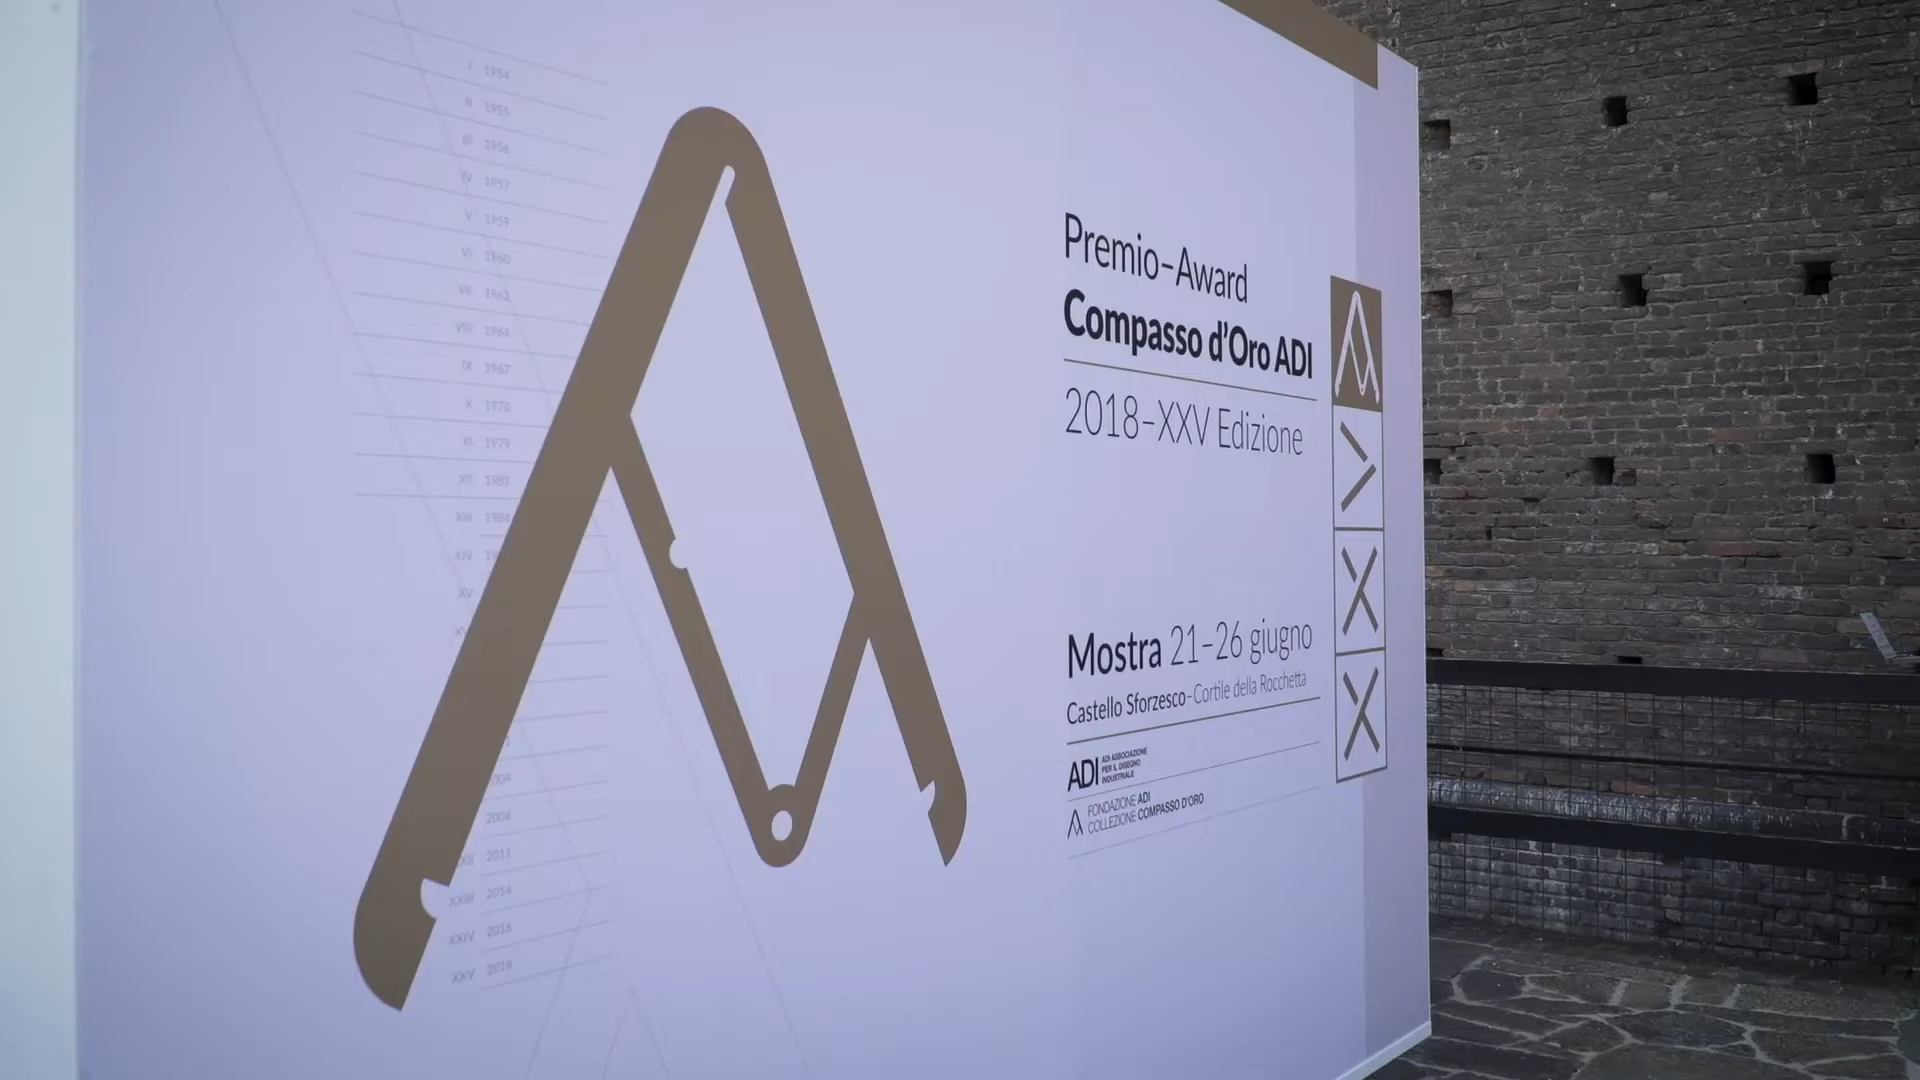 I 1954
II 1955
III 1956
IV 1957
V 1959
VI 1960
VII 1962
VIII 1964
IX 1967
X 1970
XI 1979
XII 1981
XIII 1984
XIV
XV
2004
2008
2011
XXIII 2014
XXIV 2016
XXV 2018
Premio–Award
Compasso d'Oro ADI
2018–XXV Edizione
Mostra 21–26 giugno
Castello Sforzesco–Cortile della Rocchetta
ADI ADI ASSOCIAZIONE
PER IL DISEGNO
INDUSTRIALE
FONDAZIONE ADI
COLLEZIONE COMPASSO D'ORO